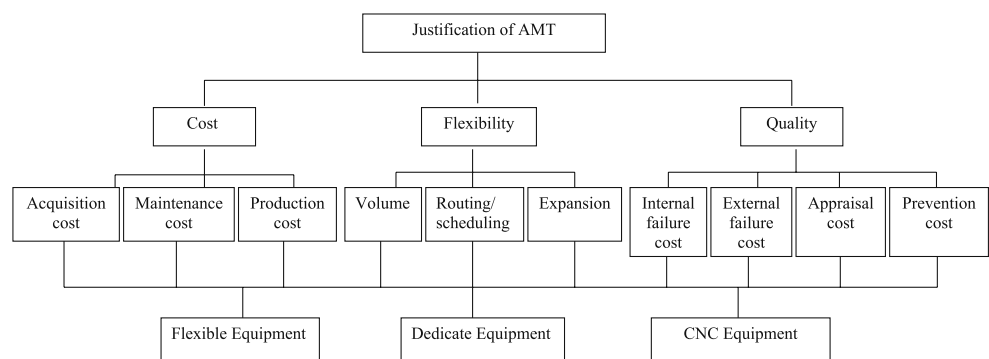 Justification of AMT
Cost
Flexibility
Quality
Acquisition
cost
Maintenance
cost
Production
cost
Volume
Routing/
scheduling
Expansion
Internal
failure
cost
External
failure
cost
Appraisal
cost
Prevention
cost
Flexible Equipment
Dedicate Equipment
CNC Equipment